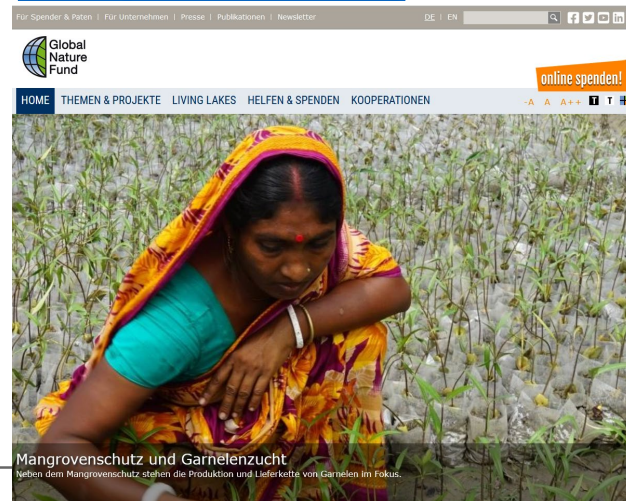 Für Spender & Paten | Für Unternehmen | Presse | Publikationen | Newsletter DE | EN
Global
Nature
Fund
online spenden!
HOME THEMEN & PROJEKTE LIVING LAKES HELFEN & SPENDEN KOOPERATIONEN -A A A++ T T
Mangrovenschutz und Garnelenzucht
Neben dem Mangrovenschutz stehen die Produktion und Lieferkette von Garnelen im Fokus.